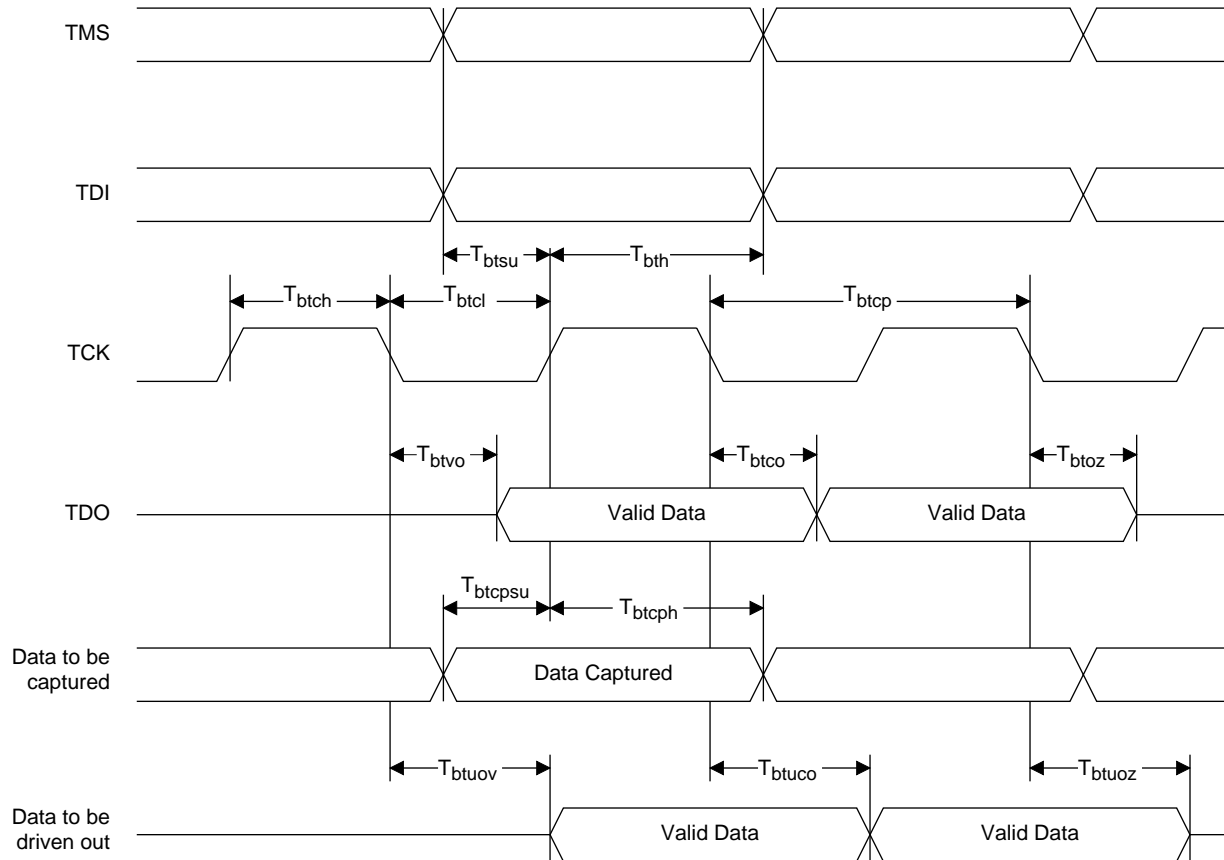 TMS
TDI
Tbtsu
Tbth
Tbtch
Tbtcl
Tbtcp
TCK
Tbtvo
Tbtco
Tbtoz
TDO
Valid Data
Valid Data
Tbtcpsu
Tbtcph
Data to be
captured
Data Captured
Tbtuov
Tbtuco
Tbtuoz
Data to be
driven out
Valid Data
Valid Data